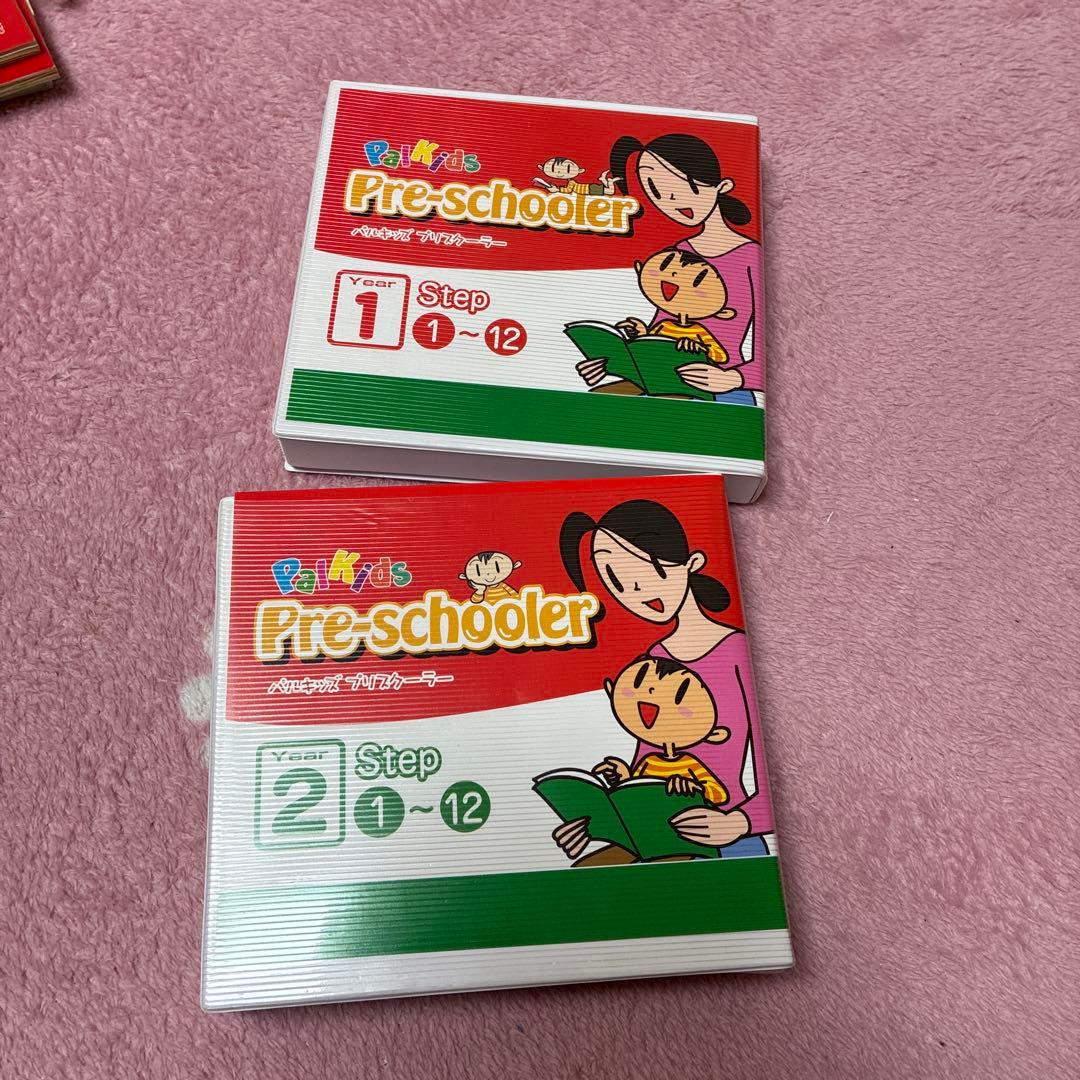 PalKids
Pre-schooler
パルキッズ プリスクーラー
Year
1
Step
1~12
PalKids
Pre-schooler
パルキッズ プリスクーラー
Year
2
Step
1~12